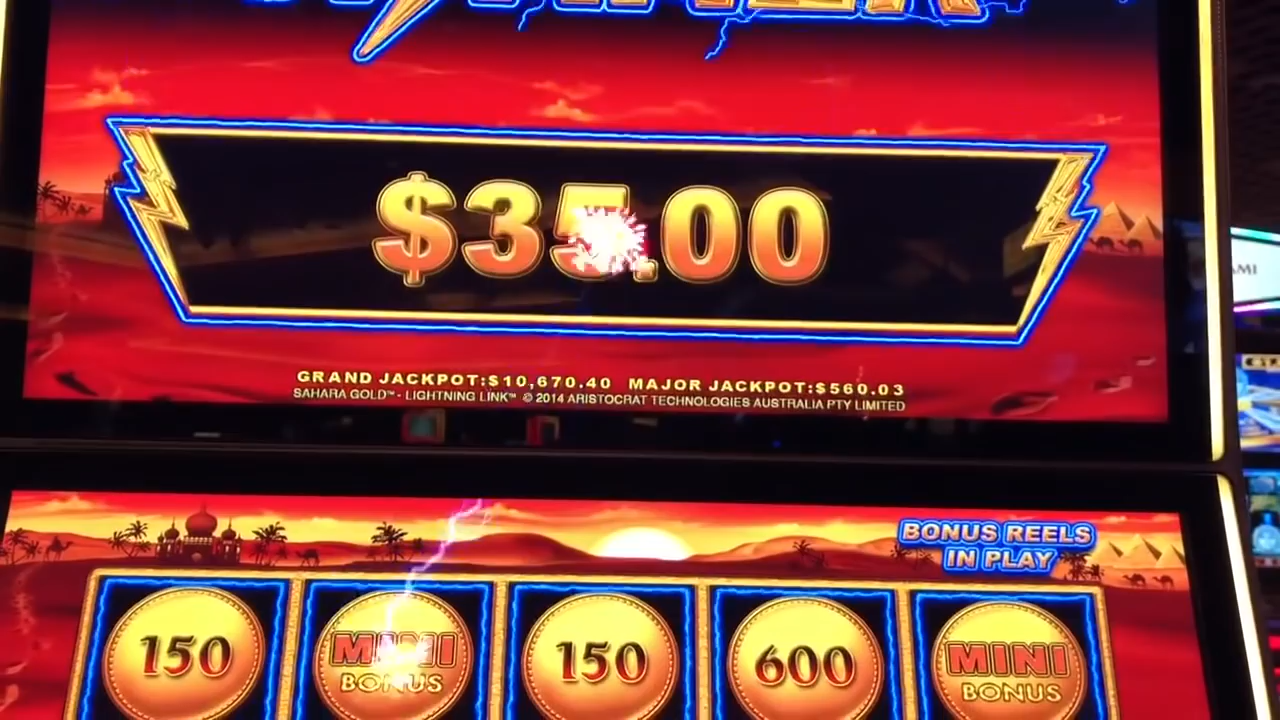 $35.00
GRAND JACKPOT:$10,670.40 MAJOR JACKPOT:$560.03
SAHARA GOLD™ - LIGHTNING LINK™ © 2014 ARISTOCRAT TECHNOLOGIES AUSTRALIA PTY LIMITED
BONUS REELS
IN PLAY
150
MINI
BONUS
150
600
MINI
BONUS